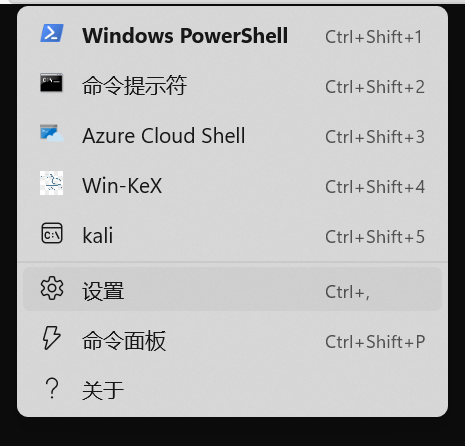 Windows PowerShell Ctrl+Shift+1
命令提示符 Ctrl+Shift+2
Azure Cloud Shell Ctrl+Shift+3
Win-KeX Ctrl+Shift+4
kali Ctrl+Shift+5
设置 Ctrl+,
命令面板 Ctrl+Shift+P
关于